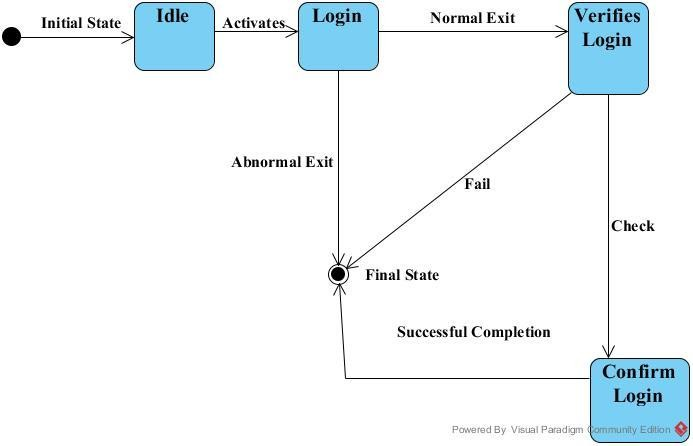 Initial State
Idle
Activates
Login
Normal Exit
Verifies
Login
Abnormal Exit
Fail
Check
Final State
Successful Completion
Confirm
Login
Powered By Visual Paradigm Community Edition